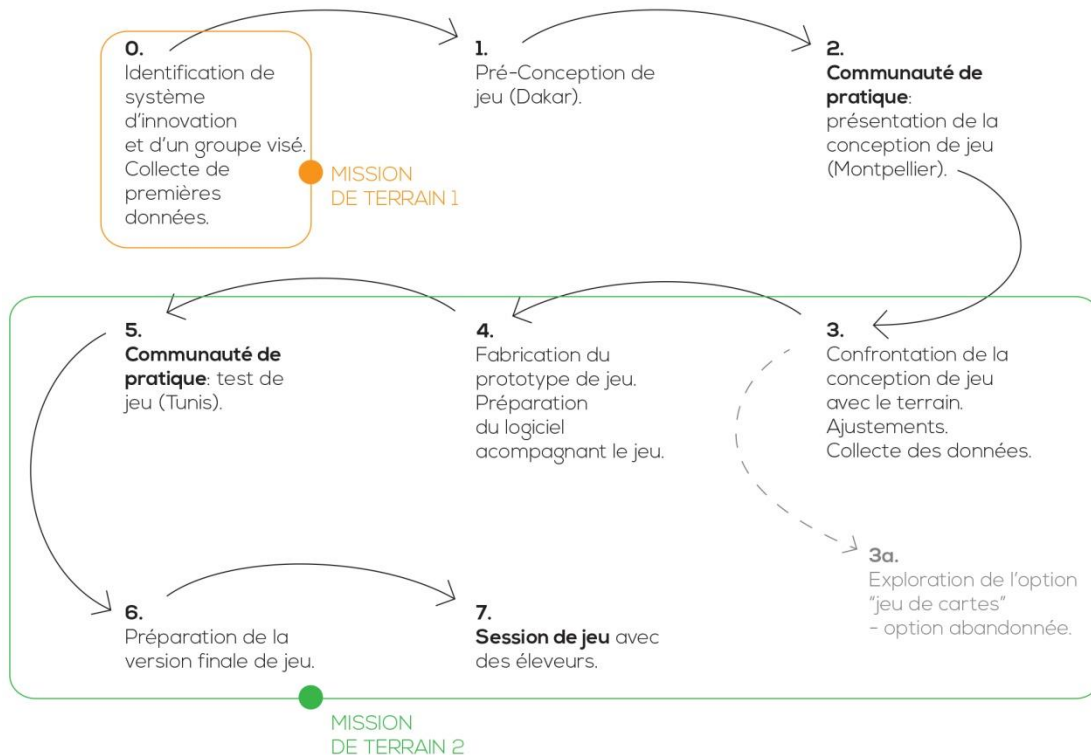 0.
Identification de
système
d'innovation
et d'un groupe visé.
Collecte de
premières
données.
MISSION
DE TERRAIN 1
1.
Pré-Conception de
jeu (Dakar).
2.
Communauté de
pratique:
présentation de la
conception de jeu
(Montpellier).
3.
Confrontation de la
conception de jeu
avec le terrain.
Ajustements.
Collecte des données.
3a.
Exploration de l'option
"jeu de cartes"
- option abandonnée.
4.
Fabrication du
prototype de jeu.
Préparation
du logiciel
acompagnant le jeu.
5.
Communauté de
pratique: test de
jeu (Tunis).
6.
Préparation de la
version finale de jeu.
7.
Session de jeu avec
des éleveurs.
MISSION
DE TERRAIN 2